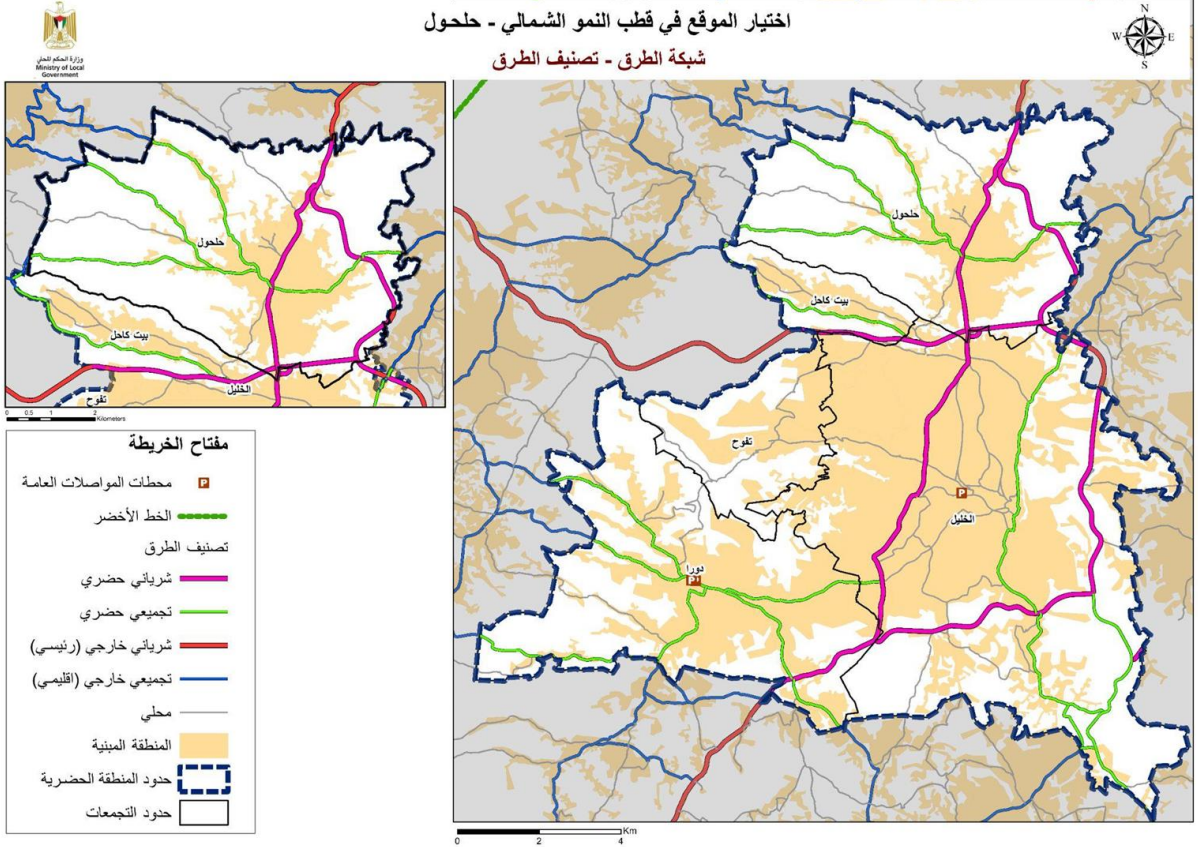 اختيار الموقع في قطب النمو الشمالي - حلحول
شبكة الطرق - تصنيف الطرق
وزارة الحكم المحلي
Ministry of Local
Government
N
W E
S
حلحول
بيت كاحل
الخليل
تفوح
0 0.5 1 2
Kilometers
حلحول
بيت كاحل
تفوح
P
الخليل
دورا
P
0 2 4
Km
مفتاح الخريطة
P محطات المواصلات العامة
الخط الأخضر
تصنيف الطرق
شرياني حضري
تجميعي حضري
شرياني خارجي (رئيسي)
تجميعي خارجي (اقليمي)
محلي
المنطقة المبنية
حدود المنطقة الحضرية
حدود التجمعات